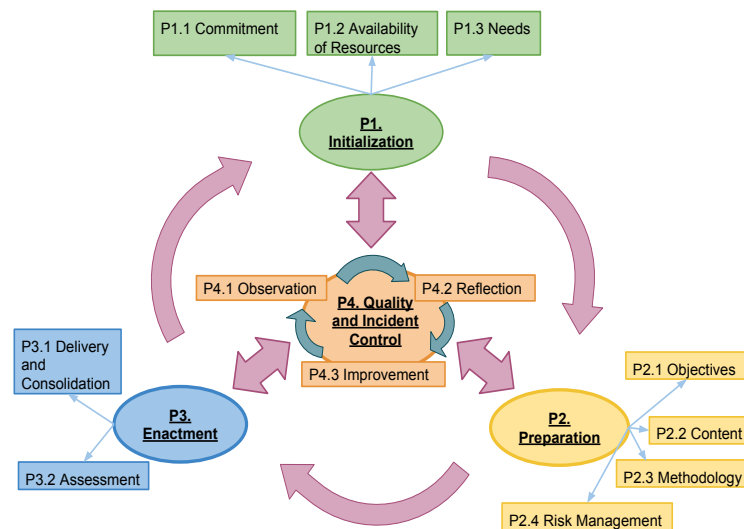 P1.1 Commitment
P1.2 Availability
of Resources
P1.3 Needs
P1.
Initialization
P4.1 Observation
P4.2 Reflection
P4. Quality
and Incident
Control
P4.3 Improvement
P3.1 Delivery
and
Consolidation
P3.
Enactment
P3.2 Assessment
P2.
Preparation
P2.1 Objectives
P2.2 Content
P2.3 Methodology
P2.4 Risk Management